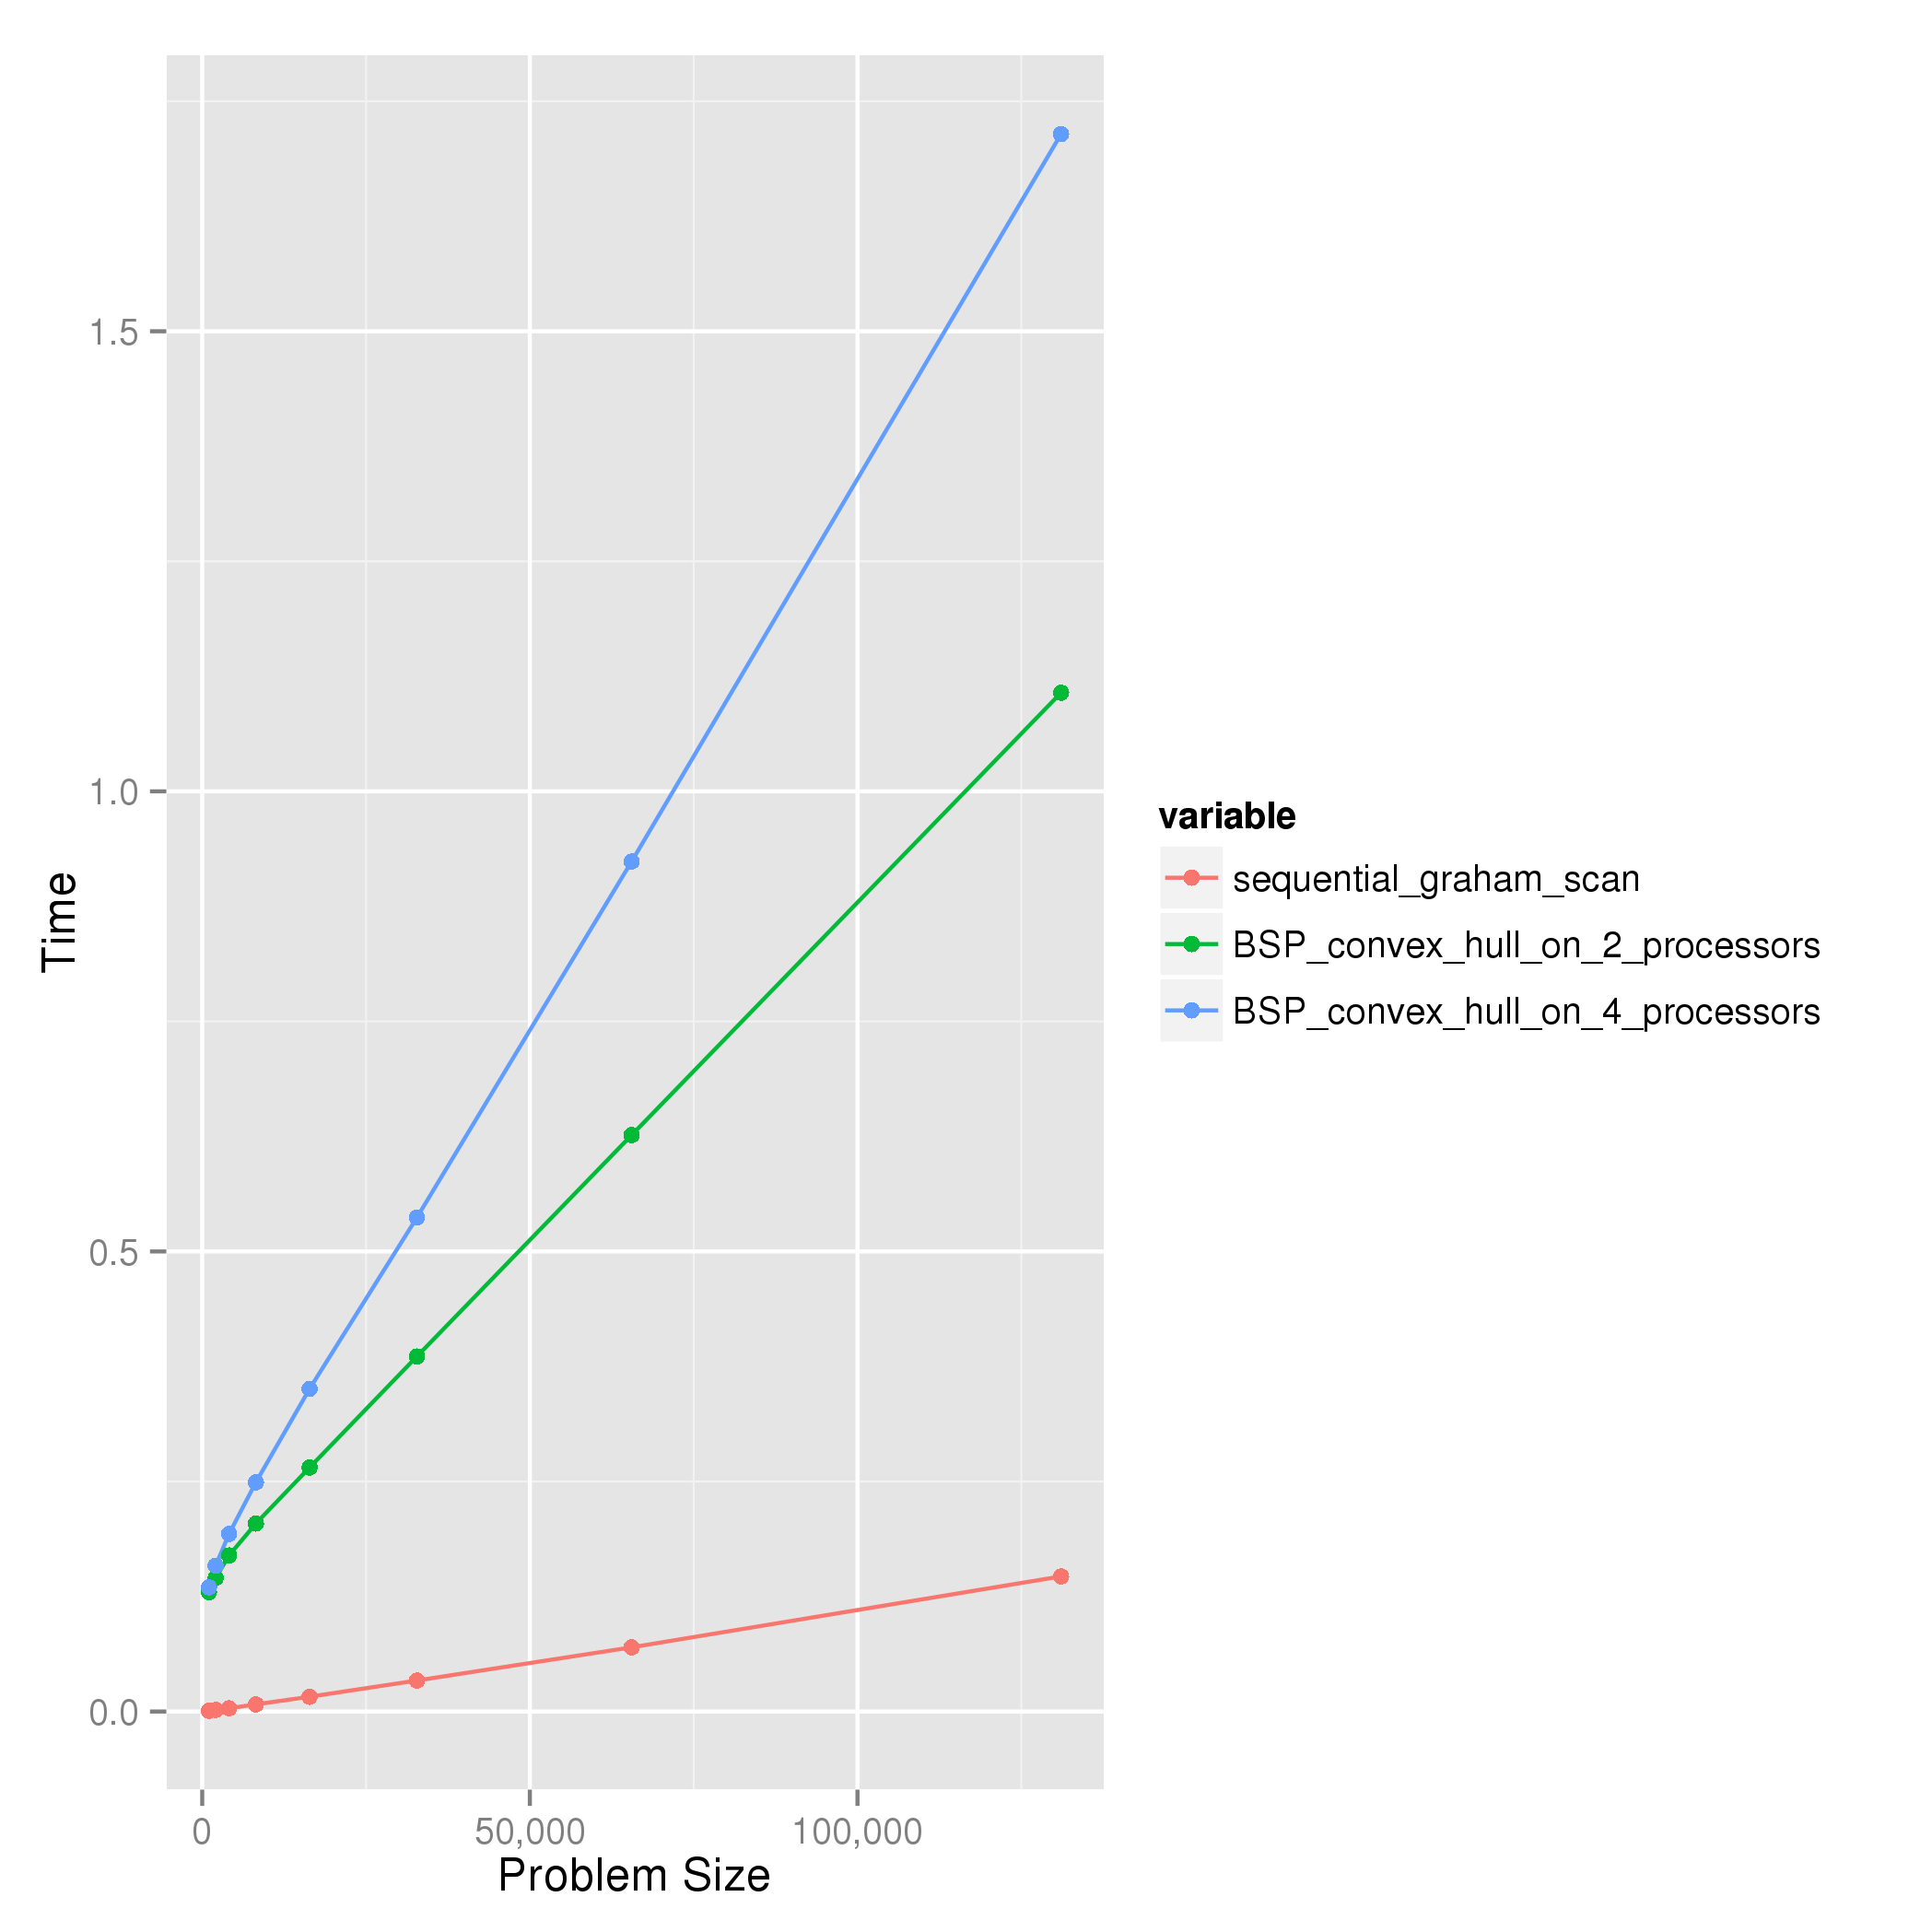 1.5
1.0
0.5
0.0
Time
0
50,000
100,000
Problem Size
variable
sequential_graham_scan
BSP_convex_hull_on_2_processors
BSP_convex_hull_on_4_processors